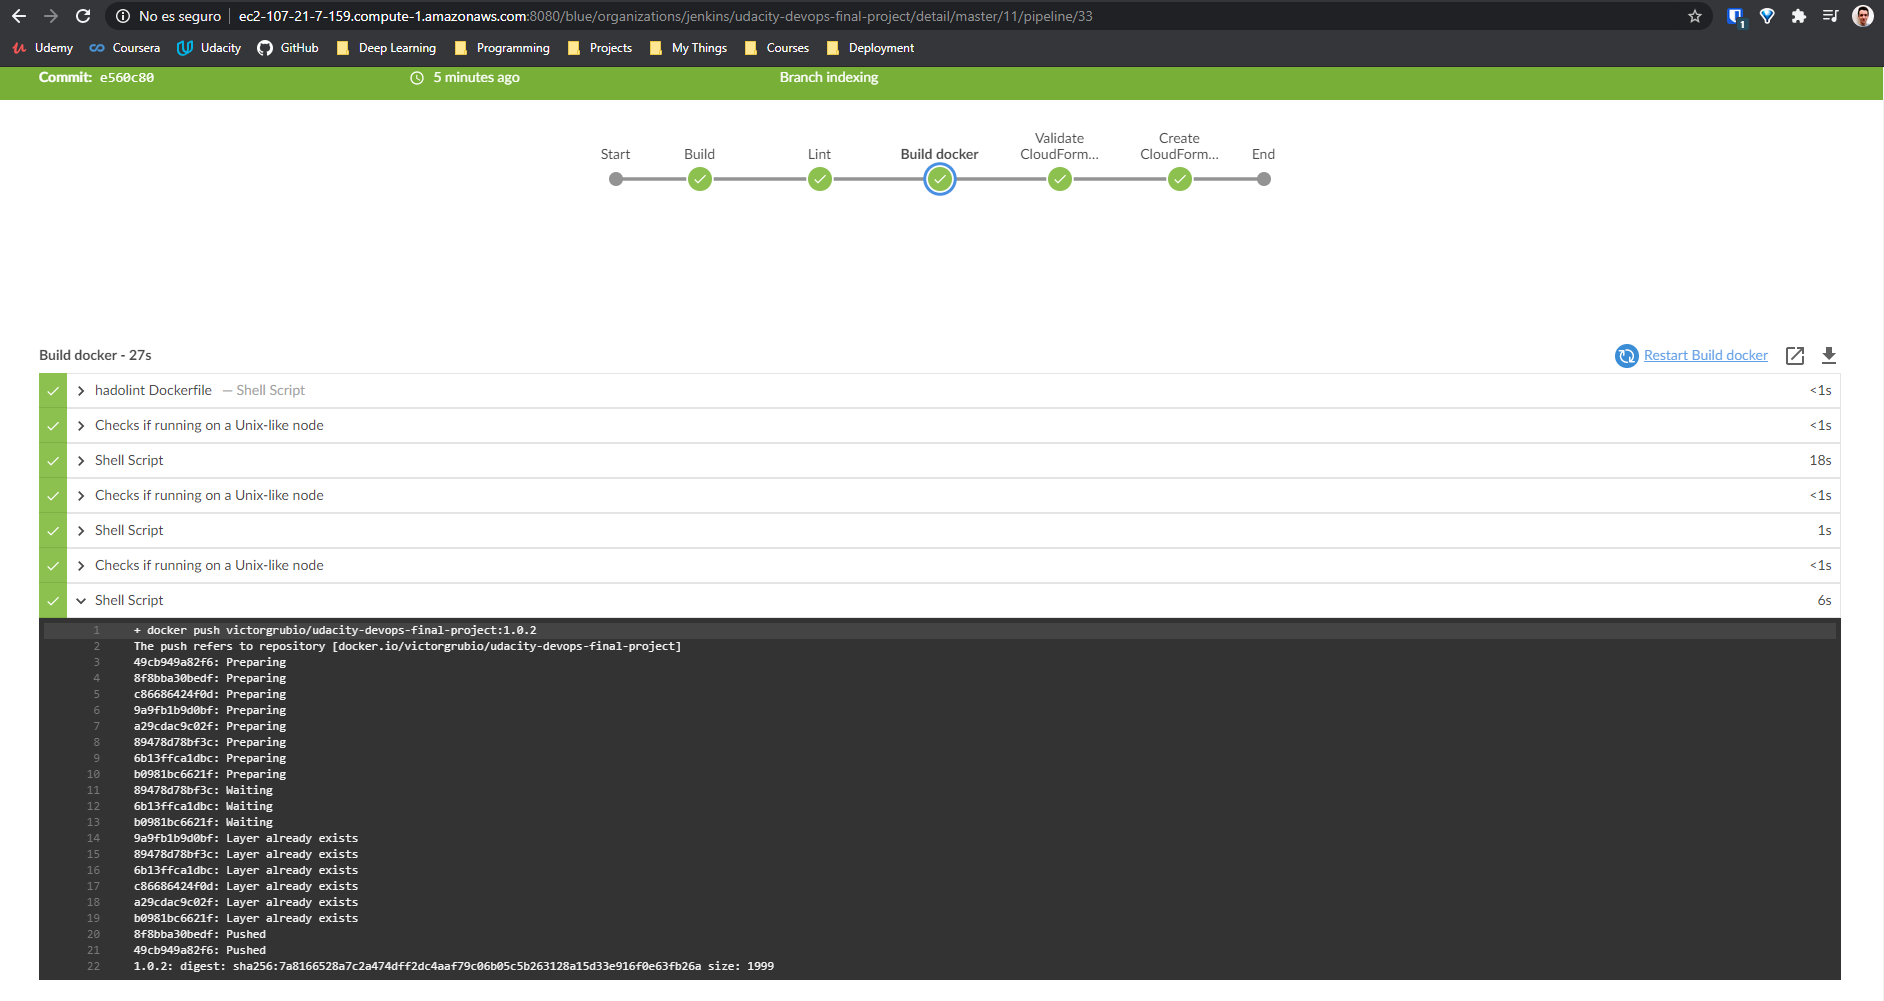 No es seguro ec2-107-21-7-159.compute-1.amazonaws.com:8080/blue/organizations/jenkins/udacity-devops-final-project/detail/master/11/pipeline/33 1
Udemy Coursera Udacity GitHub Deep Learning Programming Projects My Things Courses Deployment
Commit: e560c80 5 minutes ago Branch indexing
Start Build Lint Build docker Validate CloudForm... Create CloudForm... End
Build docker - 27s Restart Build docker
hadolint Dockerfile — Shell Script <1s
Checks if running on a Unix-like node <1s
Shell Script 18s
Checks if running on a Unix-like node <1s
Shell Script 1s
Checks if running on a Unix-like node <1s
Shell Script 6s
1 + docker push victorgrubio/udacity-devops-final-project:1.0.2
2 The push refers to repository [docker.io/victorgrubio/udacity-devops-final-project]
3 49cb949a82f6: Preparing
4 8f8bba30bedf: Preparing
5 c86686424f0d: Preparing
6 9a9fb1b9d0bf: Preparing
7 a29cdac9c02f: Preparing
8 89478d78bf3c: Preparing
9 6b13ffca1dbc: Preparing
10 b0981bc6621f: Preparing
11 89478d78bf3c: Waiting
12 6b13ffca1dbc: Waiting
13 b0981bc6621f: Waiting
14 9a9fb1b9d0bf: Layer already exists
15 89478d78bf3c: Layer already exists
16 6b13ffca1dbc: Layer already exists
17 c86686424f0d: Layer already exists
18 a29cdac9c02f: Layer already exists
19 b0981bc6621f: Layer already exists
20 8f8bba30bedf: Pushed
21 49cb949a82f6: Pushed
22 1.0.2: digest: sha256:7a8166528a7c2a474dff2dc4aaf79c06b05c5b263128a15d33e916f0e63fb26a size: 1999